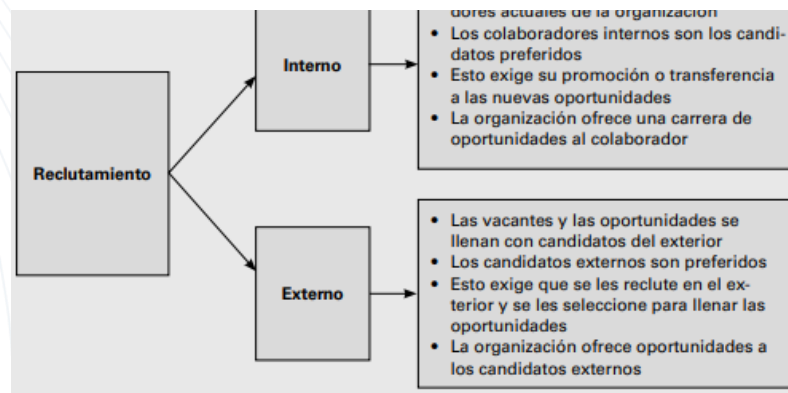 dores actuales de la organización
• Los colaboradores internos son los candi-
datos preferidos
Interno
• Esto exige su promoción o transferencia
a las nuevas oportunidades
• La organización ofrece una carrera de
oportunidades al colaborador
Reclutamiento
• Las vacantes y las oportunidades se
llenan con candidatos del exterior
• Los candidatos externos son preferidos
• Esto exige que se les reclute en el ex-
terior y se les seleccione para llenar las
oportunidades
Externo
• La organización ofrece oportunidades a
los candidatos externos